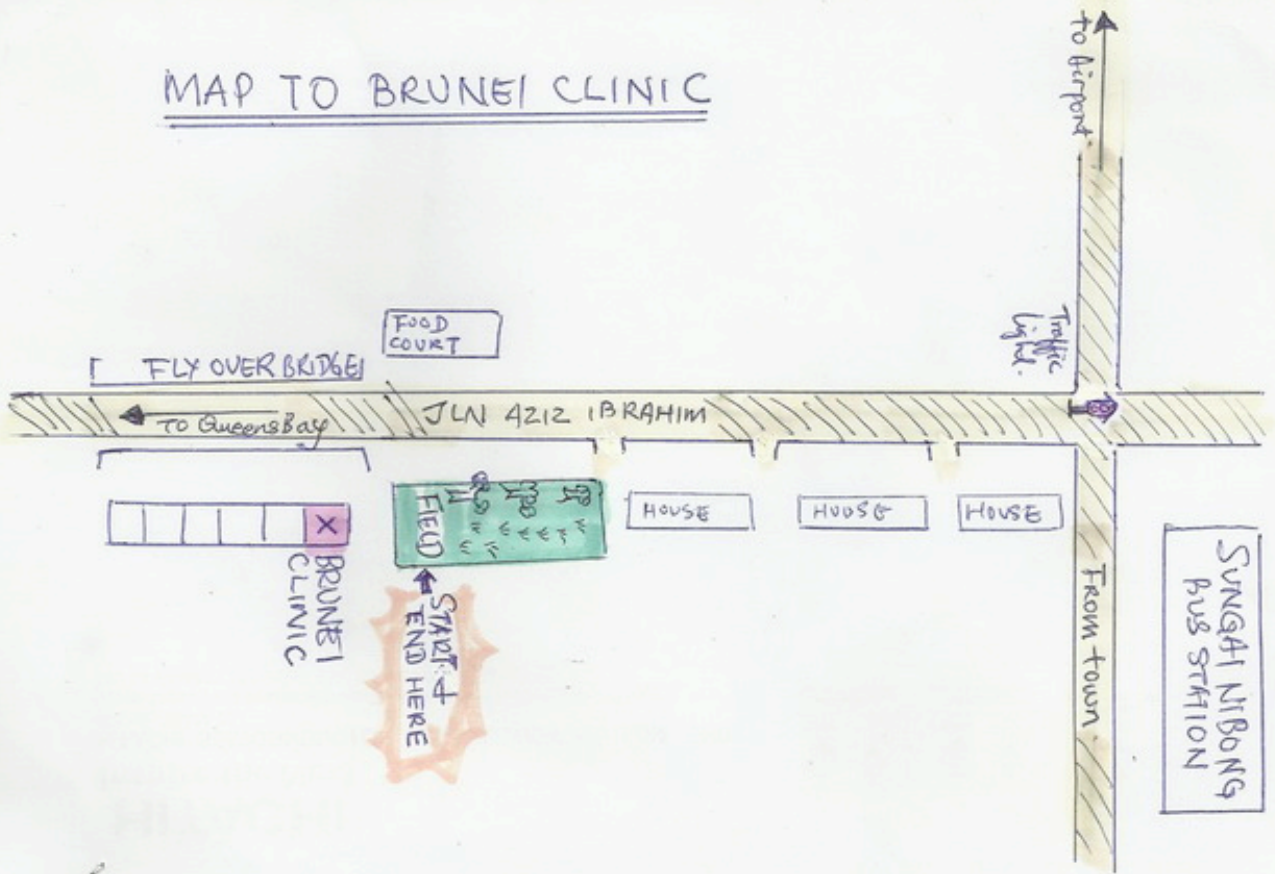 MAP TO BRUNEI CLINIC
to Airport.
Traffic
Light.
FOOD
COURT
FLY OVER BRIDGE
JLN AZIZ IBRAHIM
To QueensBay
FIELD
HOUSE
HOUSE
HOUSE
X
BRUNEI
CLINIC
START &
END HERE
From town
SUNGAI NIBONG
BUS STATION